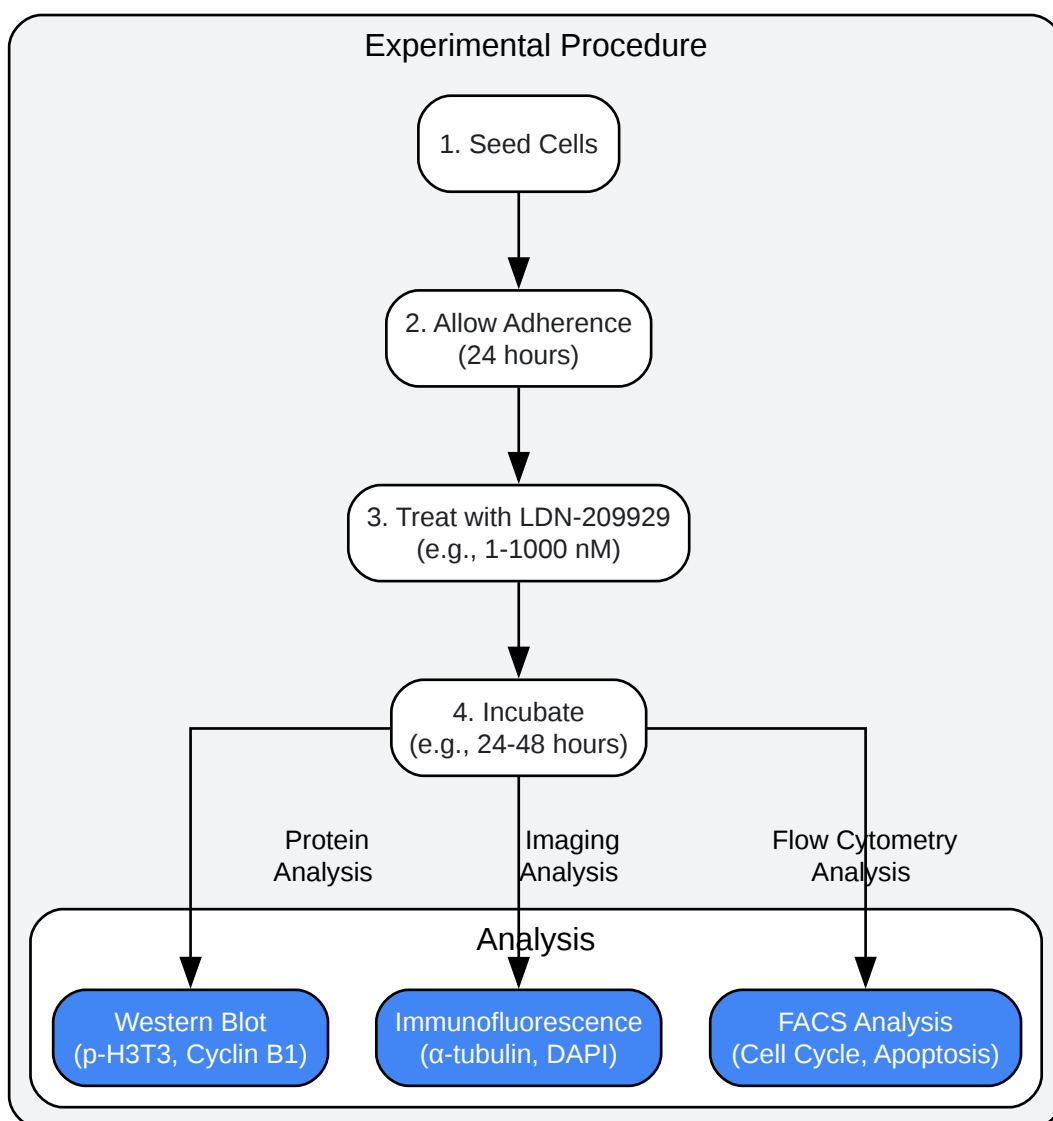 Experimental Procedure
1. Seed Cells
2. Allow Adherence
(24 hours)
3. Treat with LDN-209929
(e.g., 1-1000 nM)
4. Incubate
(e.g., 24-48 hours)
Protein
Analysis
Imaging
Analysis
Flow Cytometry
Analysis
Analysis
Western Blot
(p-H3T3, Cyclin B1)
Immunofluorescence
(α-tubulin, DAPI)
FACS Analysis
(Cell Cycle, Apoptosis)